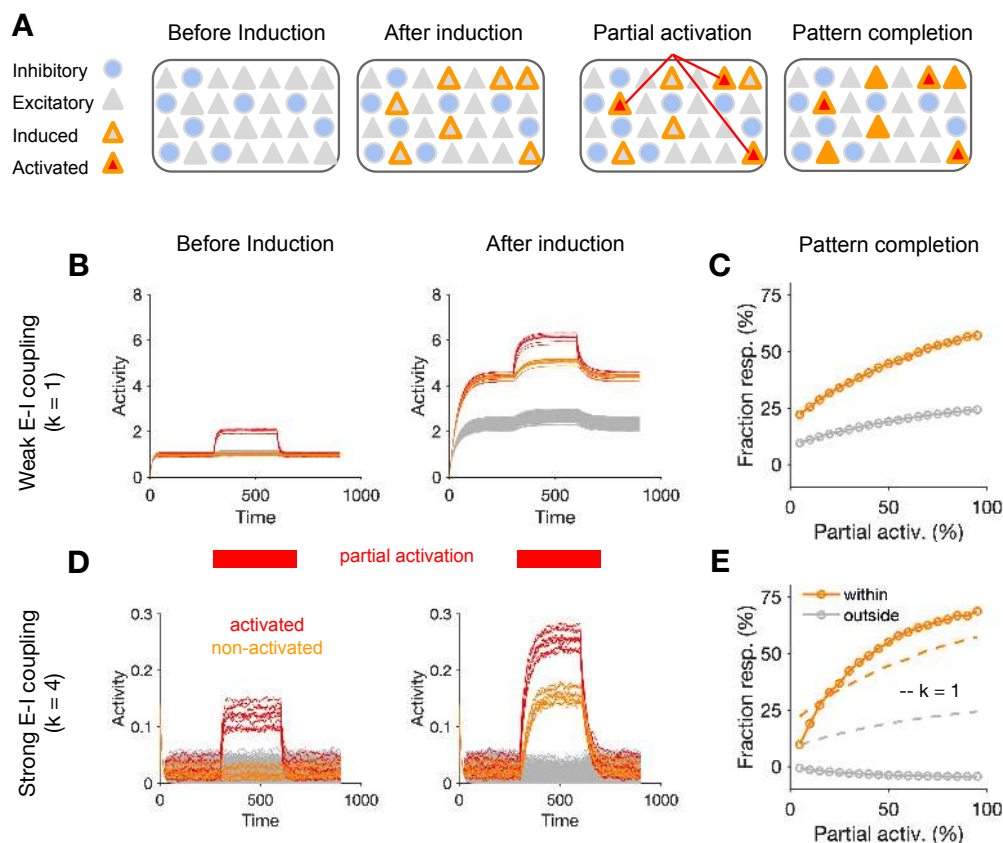 A
Before Induction
After induction
Partial activation
Pattern completion
Inhibitory
Excitatory
Induced
Activated
Before Induction
After induction
Pattern completion
B
C
Weak E-I coupling
(k = 1)
Activity
8
6
4
2
0
0
500
1000
Time
Activity
8
6
4
2
0
0
500
1000
Time
Fraction resp. (%)
75
50
25
0
0
50
100
Partial activ. (%)
D
partial activation
E
Strong E-I coupling
(k = 4)
Activity
0.3
0.2
0.1
0
activated
non-activated
0
500
1000
Time
Activity
0.3
0.2
0.1
0
0
500
1000
Time
Fraction resp. (%)
75
50
25
0
within
outside
-- k = 1
0
50
100
Partial activ. (%)